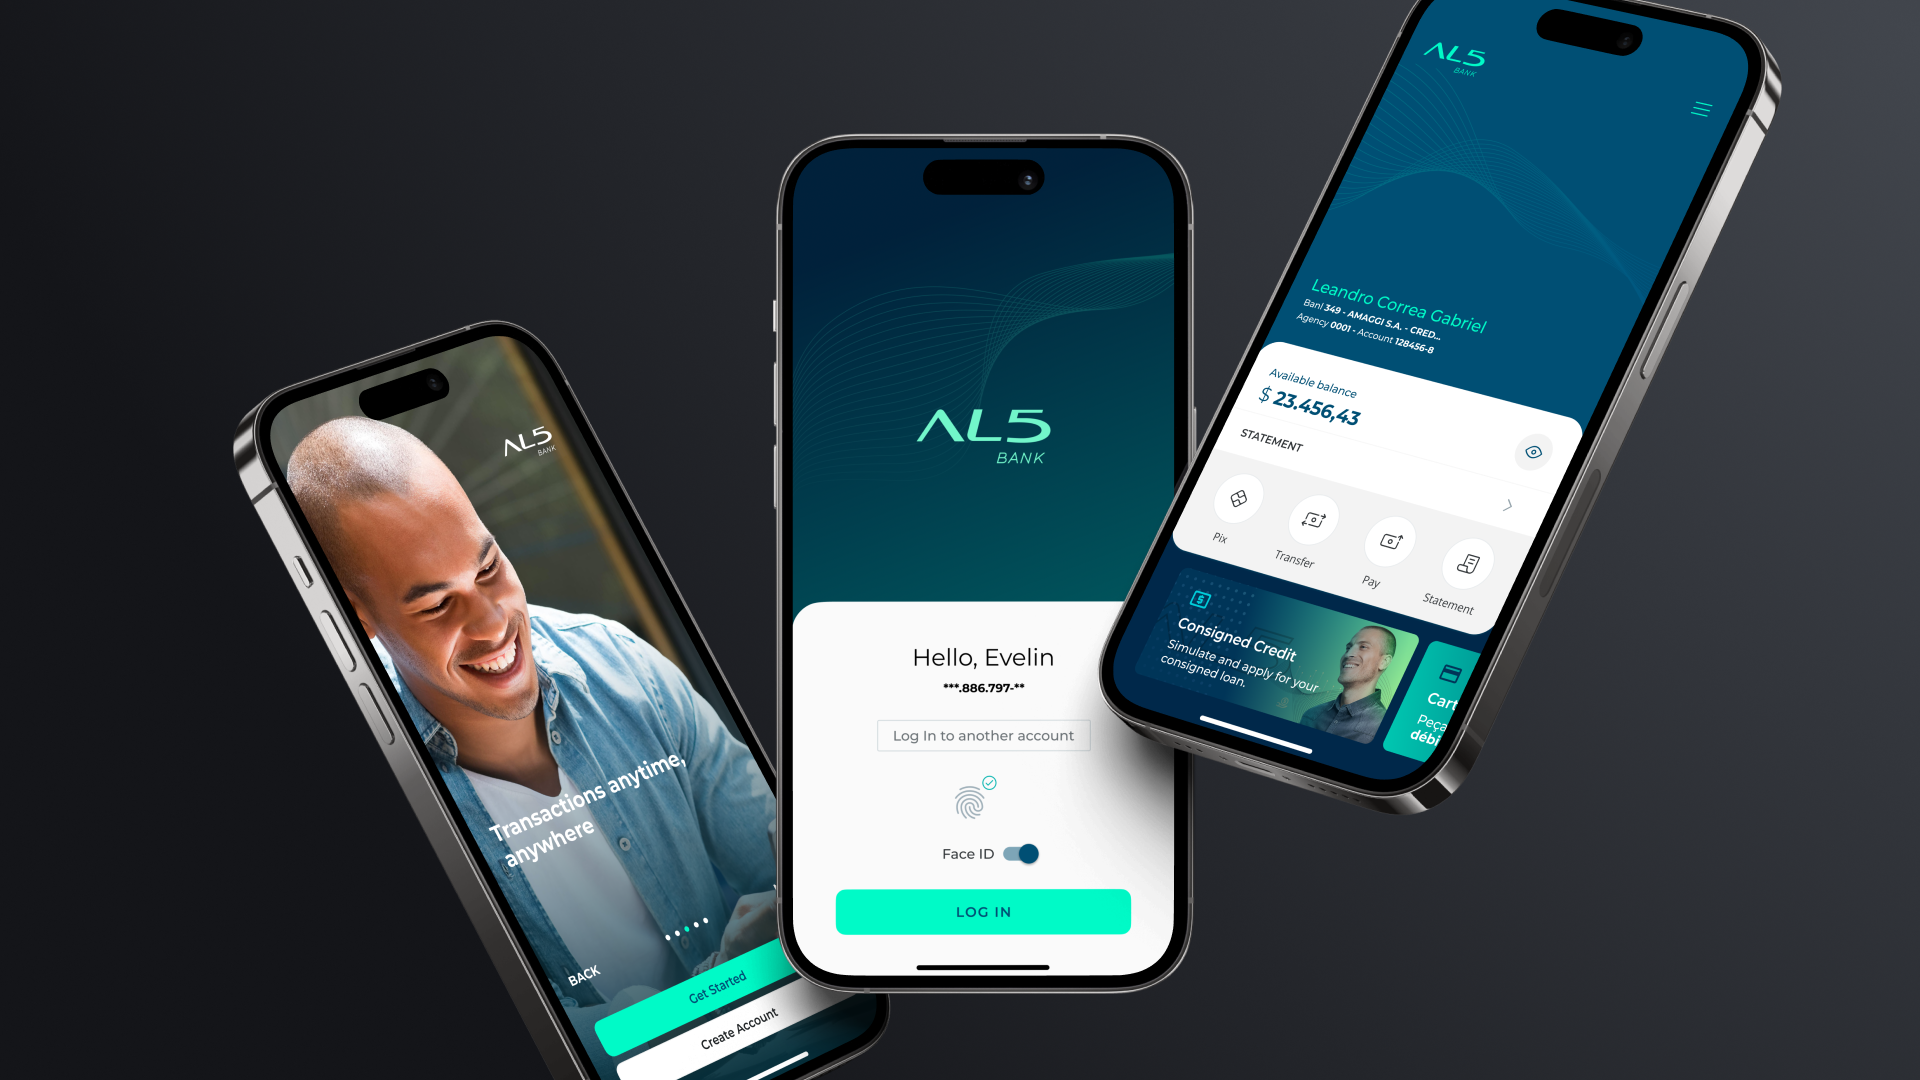 AL5
BANK
Transactions anytime,
anywhere
BACK
Get Started
Create Account
AL5
BANK
Hello, Evelin
***.886.797-**
Log In to another account
Face ID
LOG IN
AL5
BANK
Leandro Correa Gabriel
Banl 349 - AMAGGI S.A. - CRED...
Agency 0001 - Account 128456-8
Available balance
$ 23.456,43
STATEMENT
Pix
Transfer
Pay
Statement
Consigned Credit
Simulate and apply for your
consigned loan.
Cart
Peça
débi